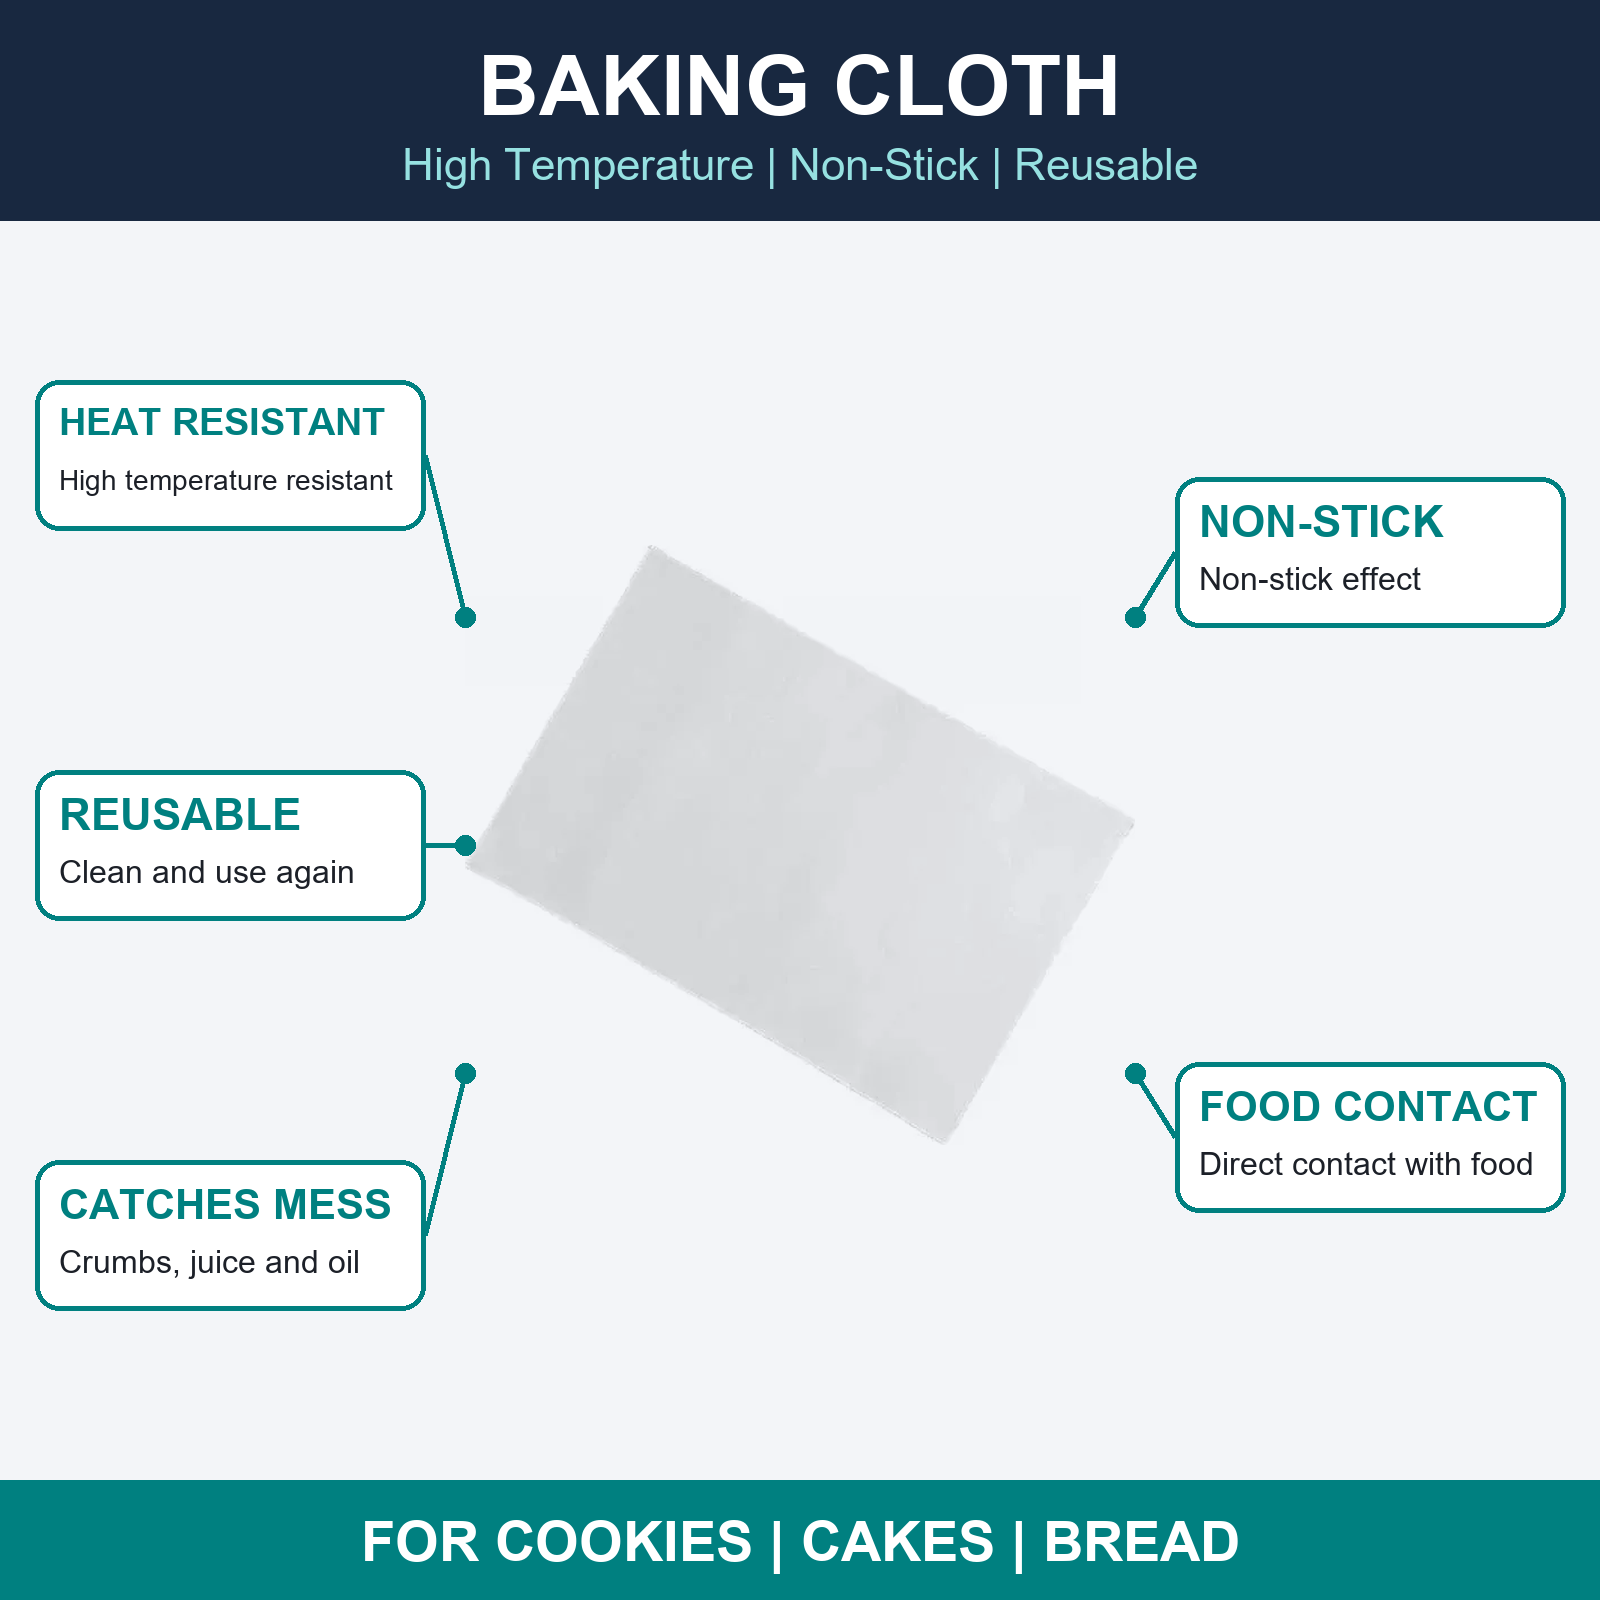 BAKING CLOTH
High Temperature | Non-Stick | Reusable
HEAT RESISTANT
High temperature resistant
NON-STICK
Non-stick effect
REUSABLE
Clean and use again
FOOD CONTACT
Direct contact with food
CATCHES MESS
Crumbs, juice and oil
FOR COOKIES | CAKES | BREAD